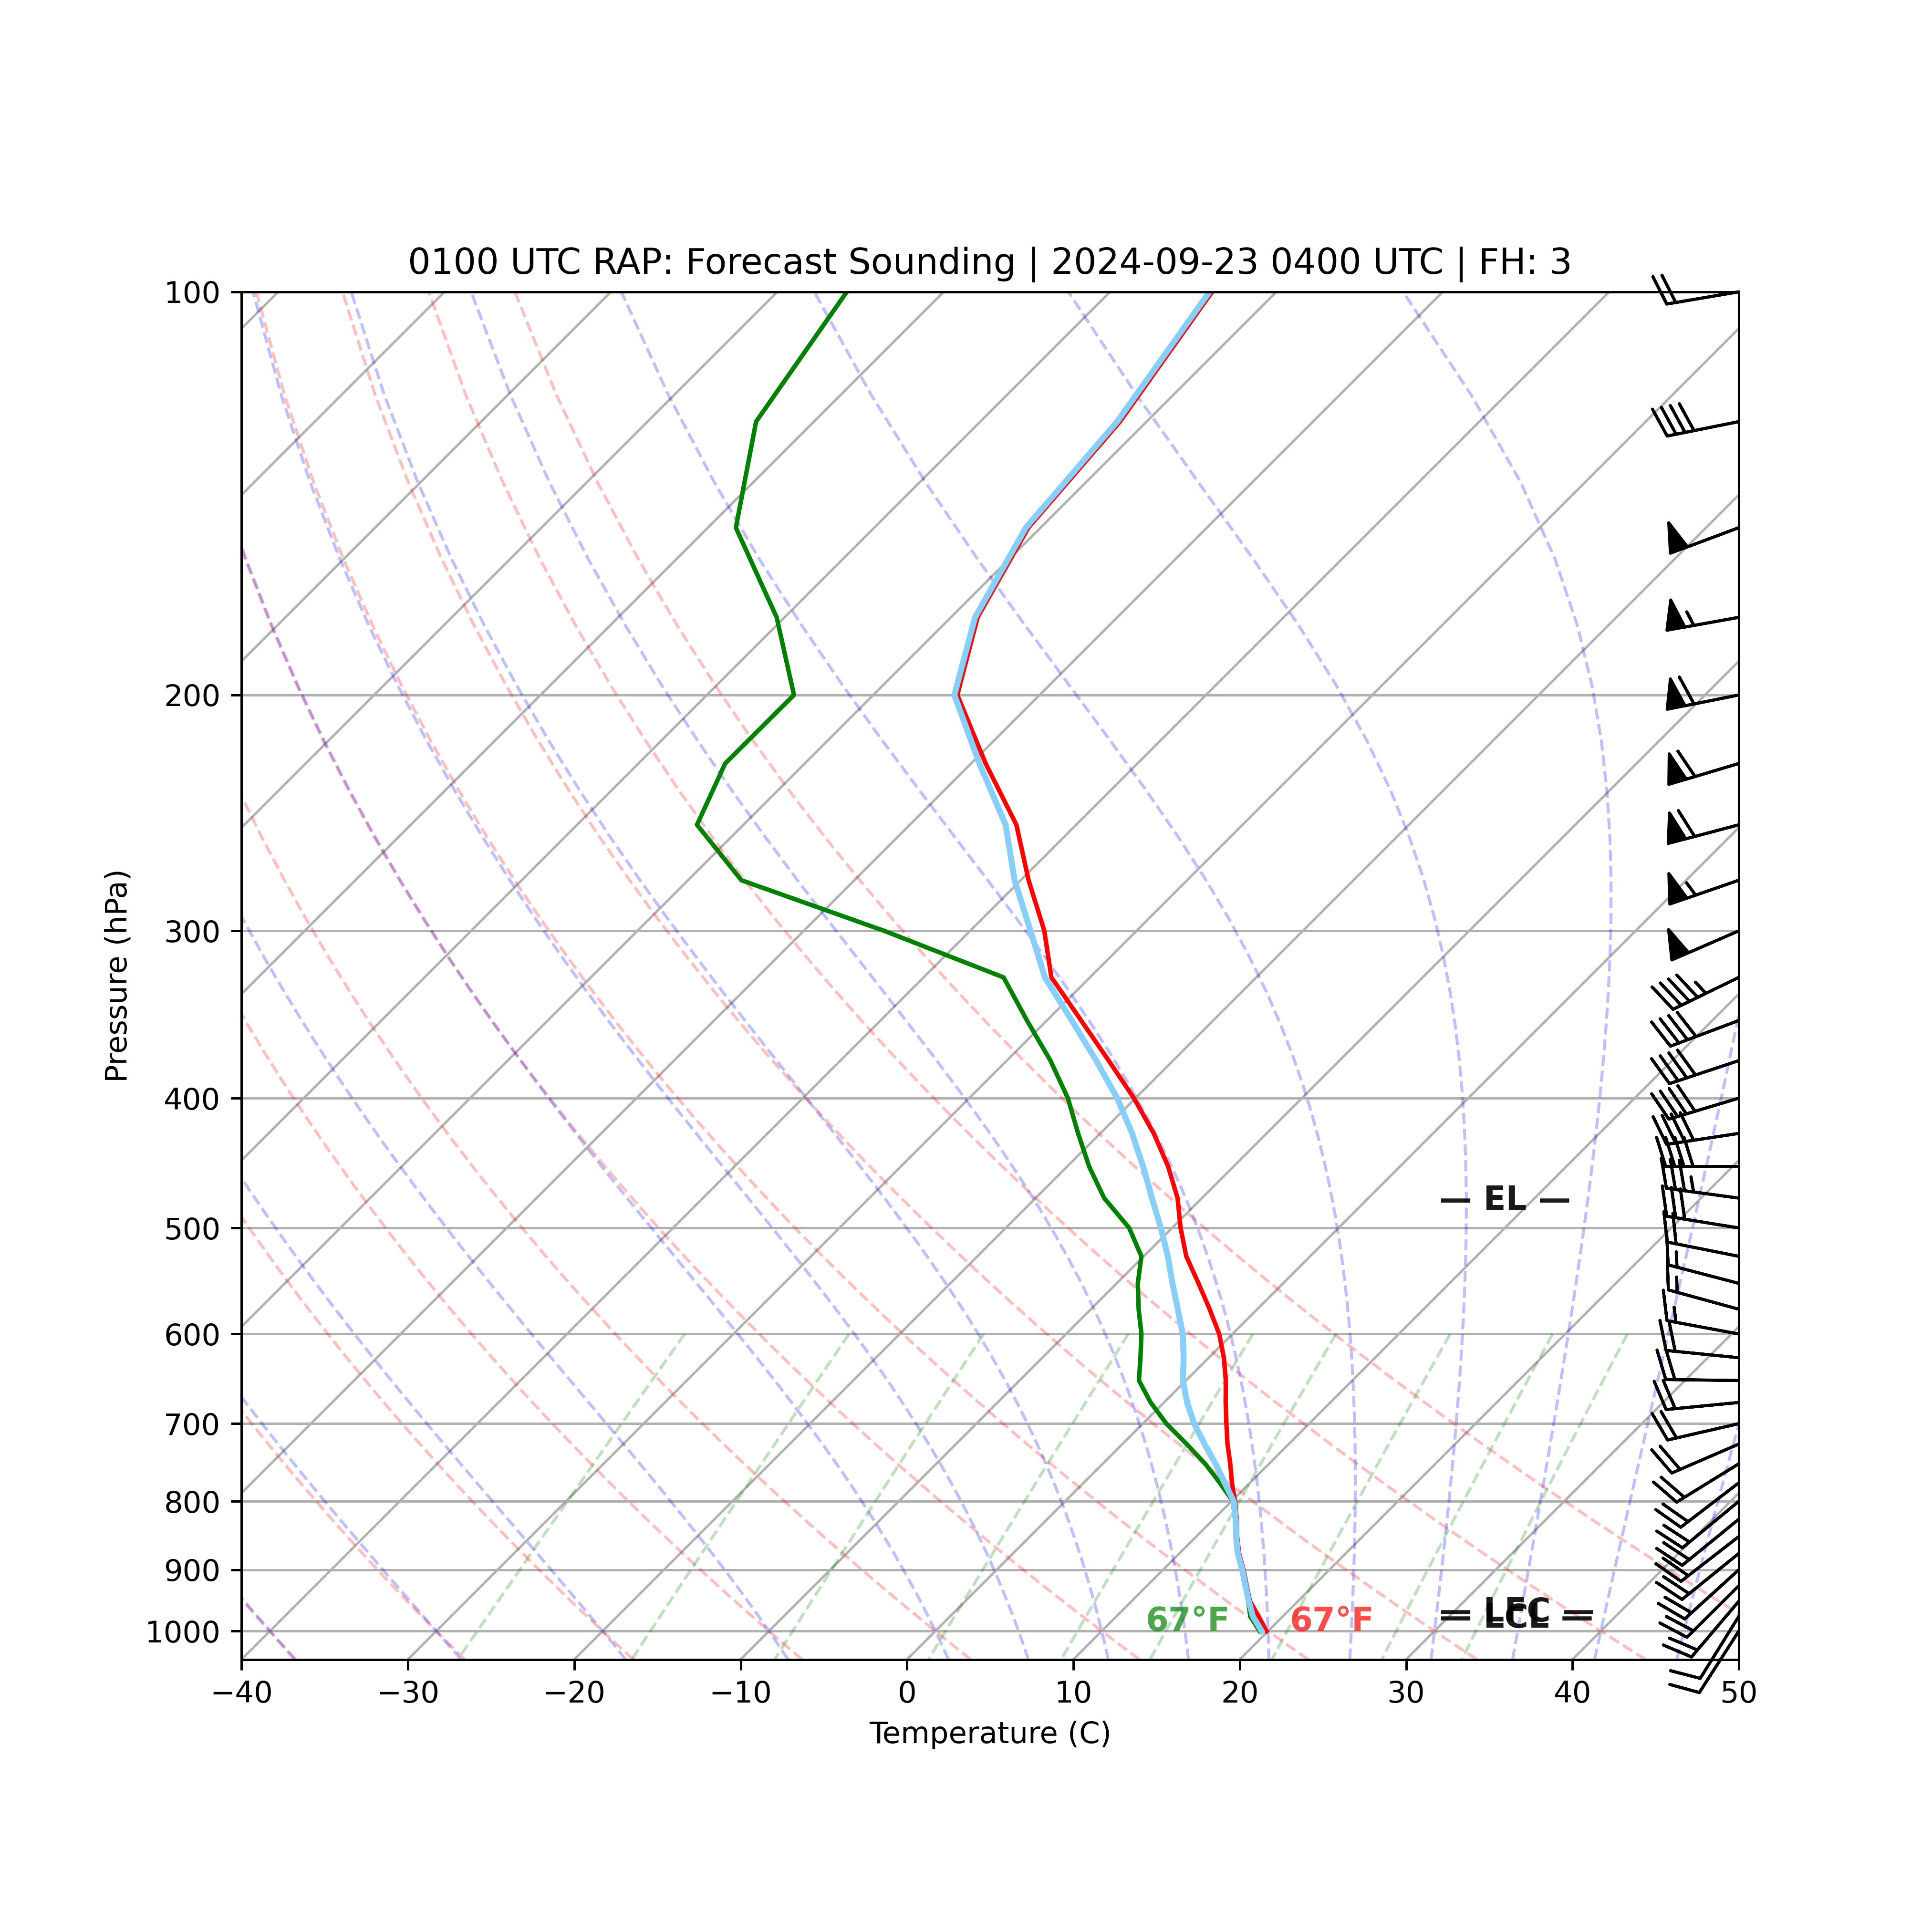 0100 UTC RAP: Forecast Sounding | 2024-09-23 0400 UTC | FH: 3
100
200
300
400
500
600
700
800
900
1000
Pressure (hPa)
— EL —
67°F 67°F
−40 −30 −20 −10 0 10 20 30 40 50
Temperature (C)